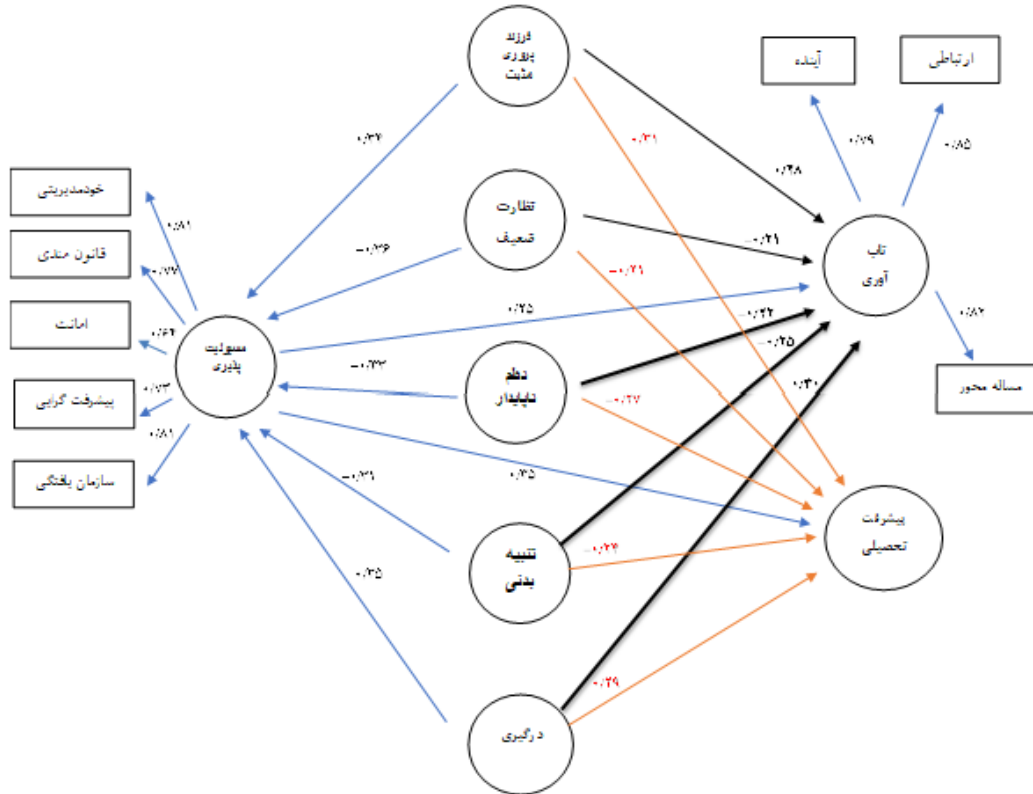 فرزند
پروری
مثبت
آینده
ارتباطی
۰/۳۴
۰/۳۱
۰/۲۸
۰/۷۹
۰/۸۵
خودمدیریتی
۰/۸۱
قانون مندی
۰/۷۷
امانت
۰/۶۴
پیشرفت گرایی
۰/۷۳
سازمان یافتگی
۰/۸۱
نظارت
ضعیف
-۰/۳۶
-۰/۲۱
-۰/۲۱
تاب
آوری
۰/۸۲
مساله محور
مسولیت
پذیری
۰/۲۵
-۰/۳۳
نظم
ناپایدار
-۰/۲۲
-۰/۲۵
۰/۳۰
-۰/۲۷
-۰/۳۱
۰/۳۵
پیشرفت
تحصیلی
تنبیه
بدنی
-۰/۲۴
۰/۳۵
۰/۲۹
درگیری